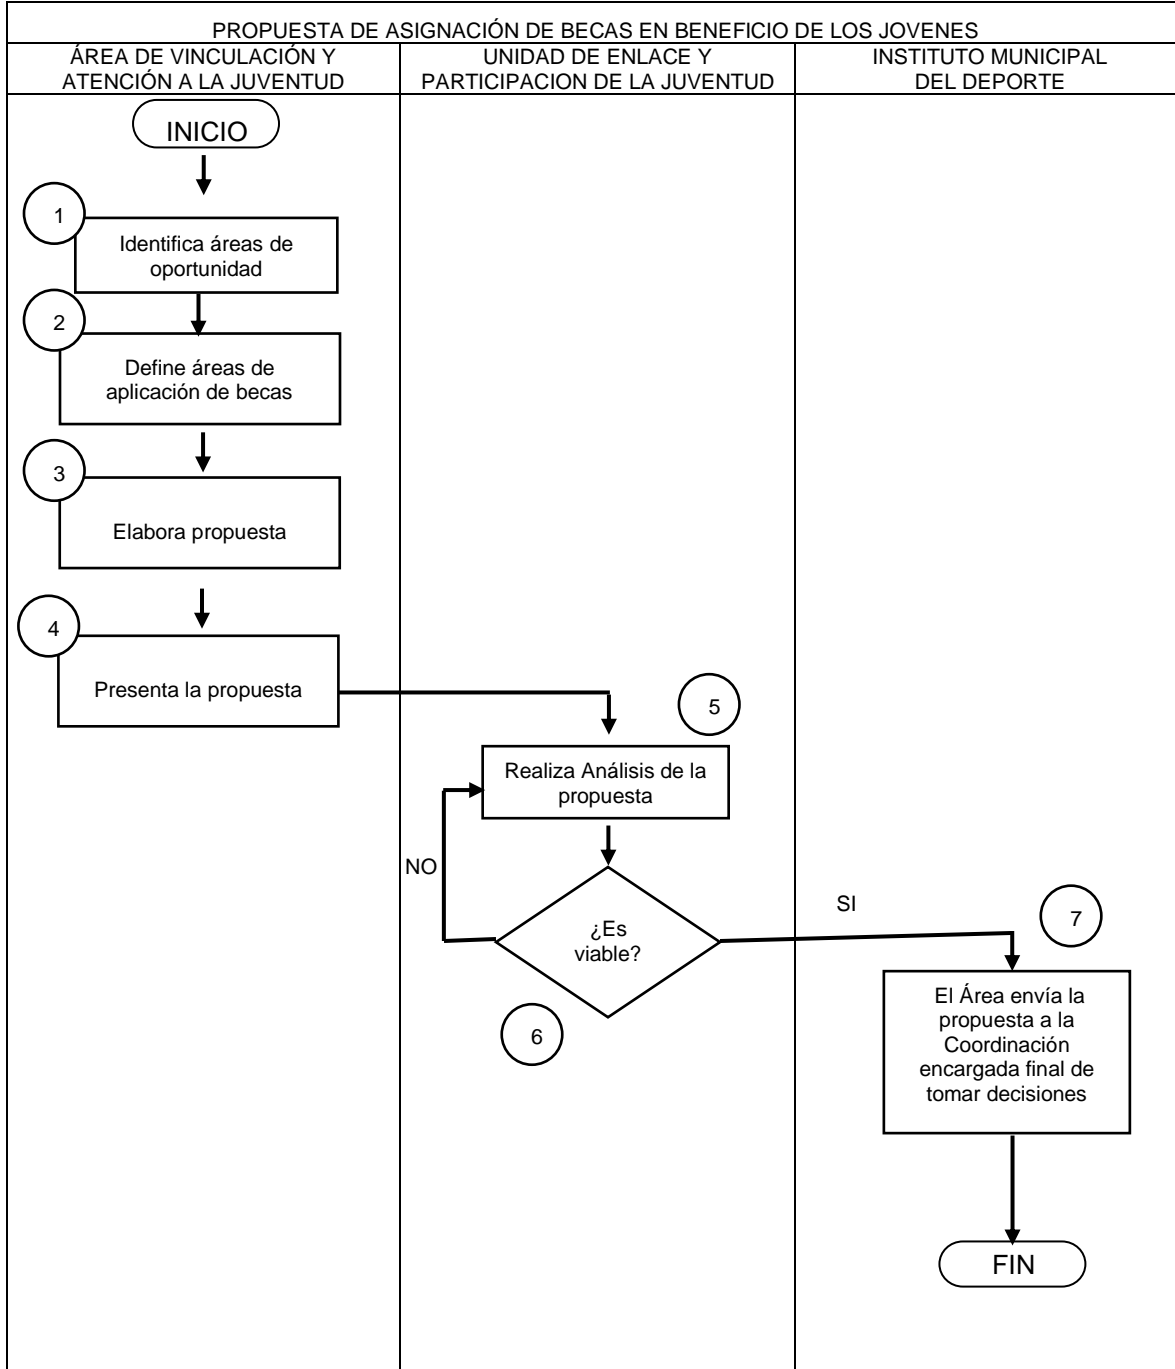 PROPUESTA DE ASIGNACIÓN DE BECAS EN BENEFICIO DE LOS JOVENES
ÁREA DE VINCULACIÓN Y
ATENCIÓN A LA JUVENTUD
UNIDAD DE ENLACE Y
PARTICIPACION DE LA JUVENTUD
INSTITUTO MUNICIPAL
DEL DEPORTE
INICIO
1
Identifica áreas de
oportunidad
2
Define áreas de
aplicación de becas
3
Elabora propuesta
4
Presenta la propuesta
5
Realiza Análisis de la
propuesta
NO
¿Es
viable?
6
SI
7
El Área envía la
propuesta a la
Coordinación
encargada final de
tomar decisiones
FIN